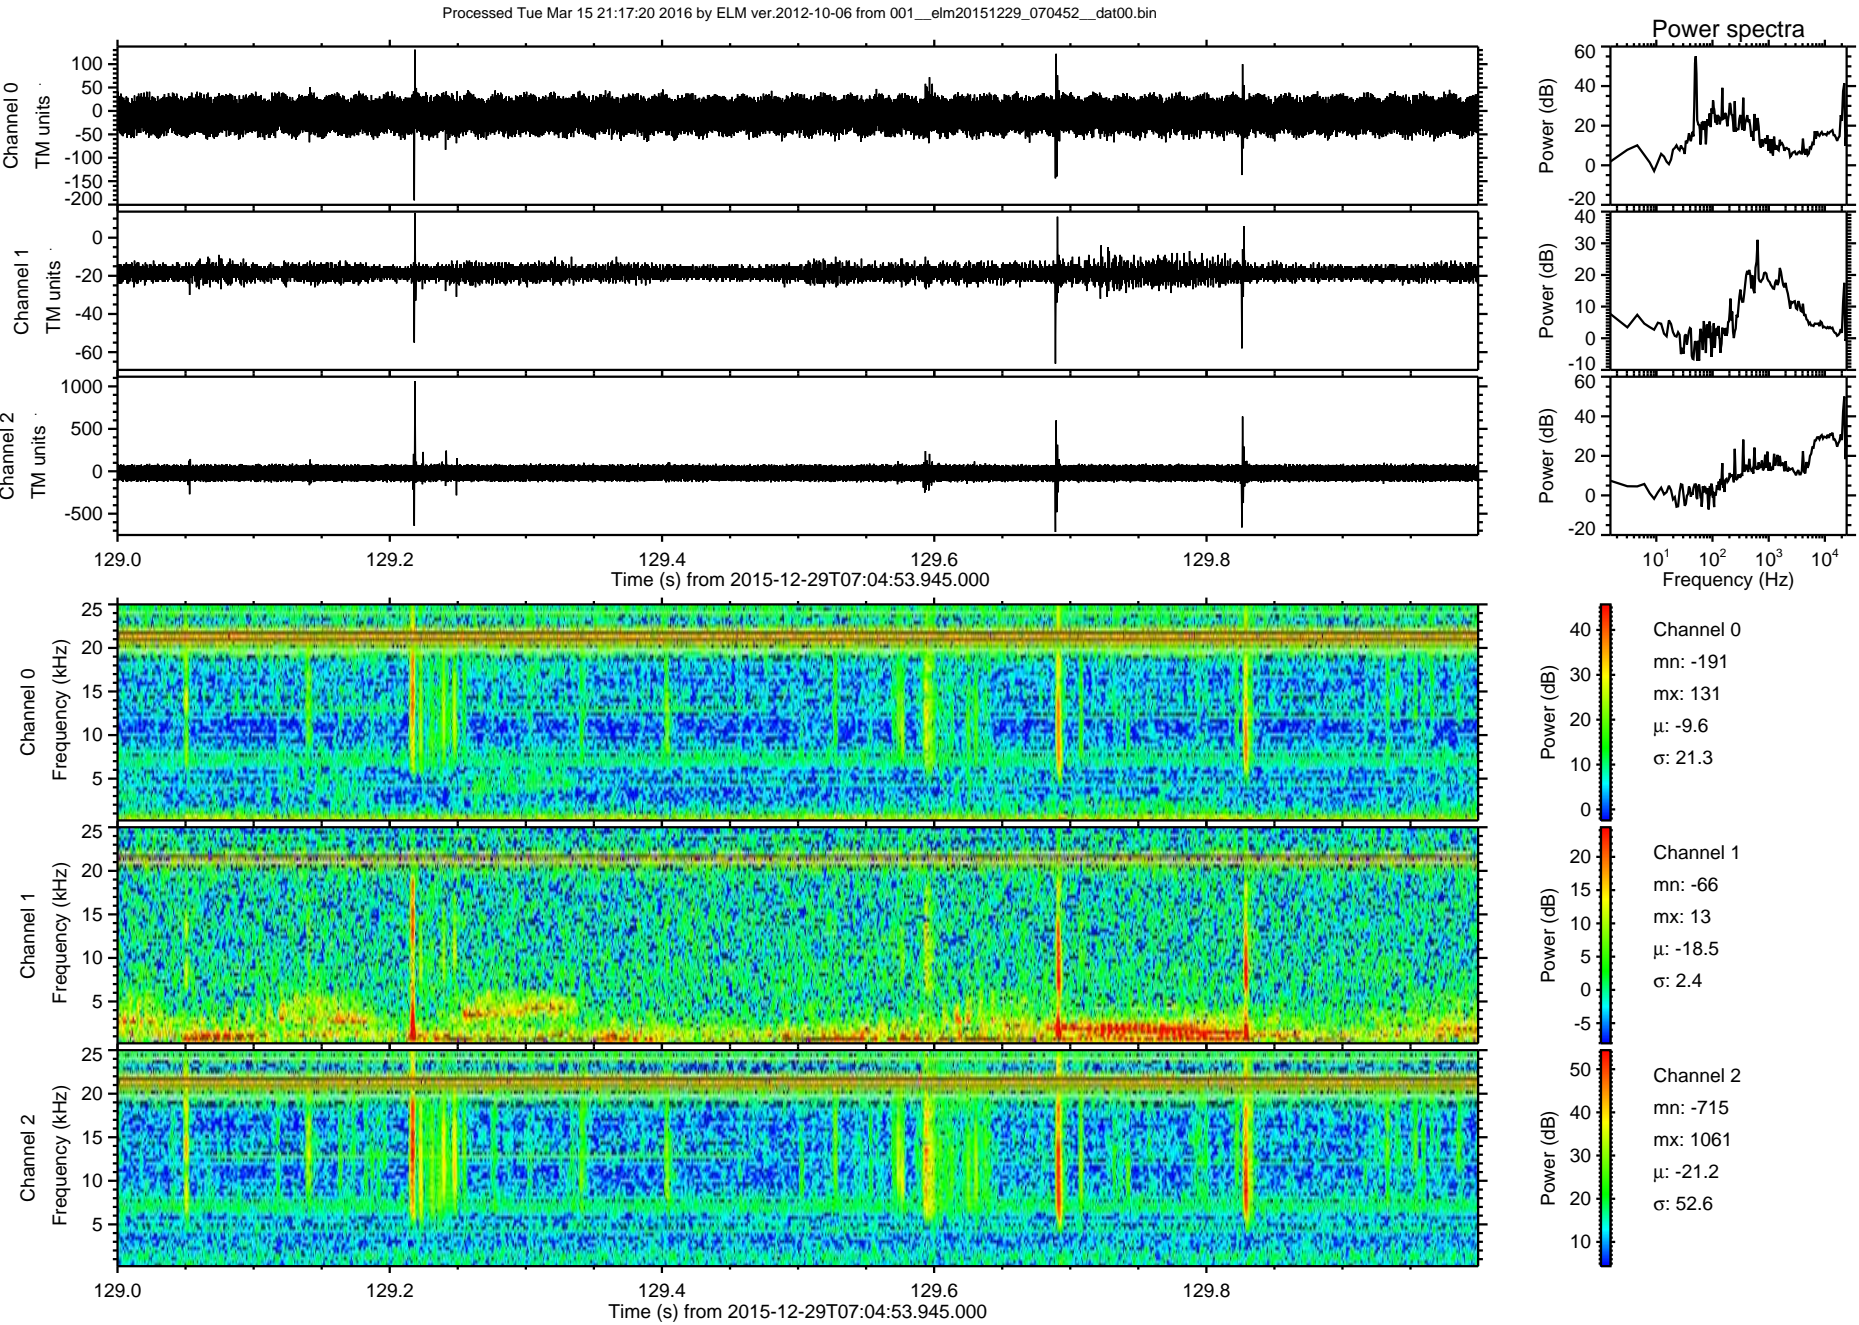 Processed Tue Mar 15 21:17:20 2016 by ELM ver.2012-10-06 from 001__elm20151229_070452__dat00.bin
Power spectra
Channel 0
TM units
100
50
0
-50
-100
-150
-200
Power (dB)
60
40
20
0
-20
Channel 1
TM units
0
-20
-40
-60
Power (dB)
40
30
20
10
0
-10
Channel 2
TM units
1000
500
0
-500
Power (dB)
60
40
20
0
-20
129.0 129.2 129.4 129.6 129.8
Time (s) from 2015-12-29T07:04:53.945.000
10^1 10^2 10^3 10^4
Frequency (Hz)
Channel 0
Frequency (kHz)
25
20
15
10
5
Power (dB)
40
30
20
10
0
Channel 0
mn: -191
mx: 131
μ: -9.6
σ: 21.3
Channel 1
Frequency (kHz)
25
20
15
10
5
Power (dB)
20
15
10
5
0
-5
Channel 1
mn: -66
mx: 13
μ: -18.5
σ: 2.4
Channel 2
Frequency (kHz)
25
20
15
10
5
Power (dB)
50
40
30
20
10
Channel 2
mn: -715
mx: 1061
μ: -21.2
σ: 52.6
129.0 129.2 129.4 129.6 129.8
Time (s) from 2015-12-29T07:04:53.945.000